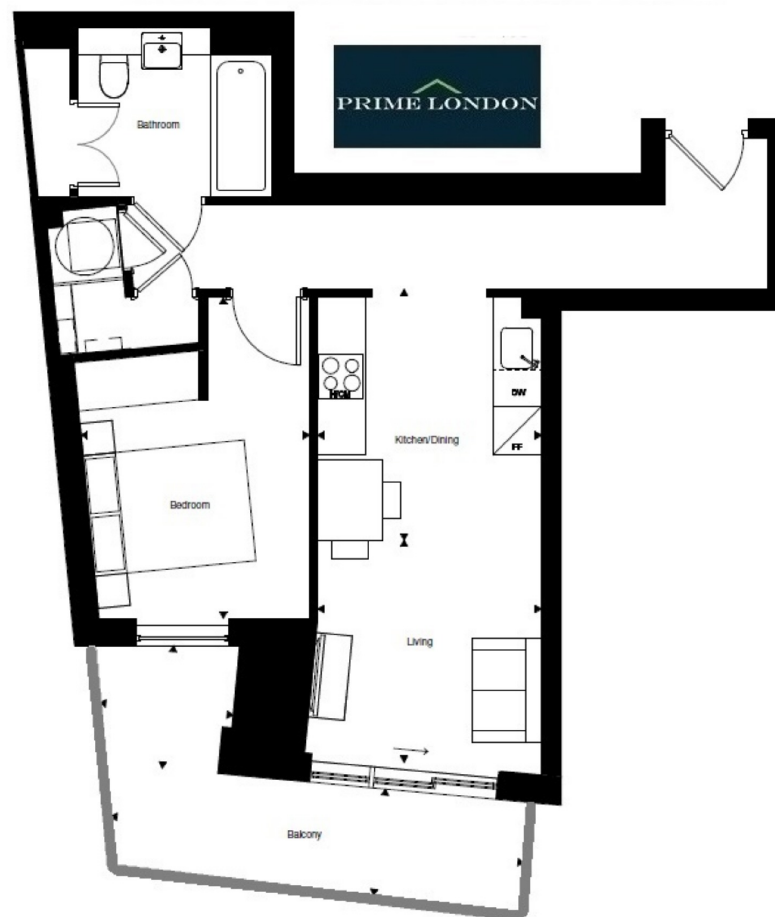 PRIME LONDON
Bathroom
DW
FF
Kitchen/Dining
Bedroom
Living
Balcony